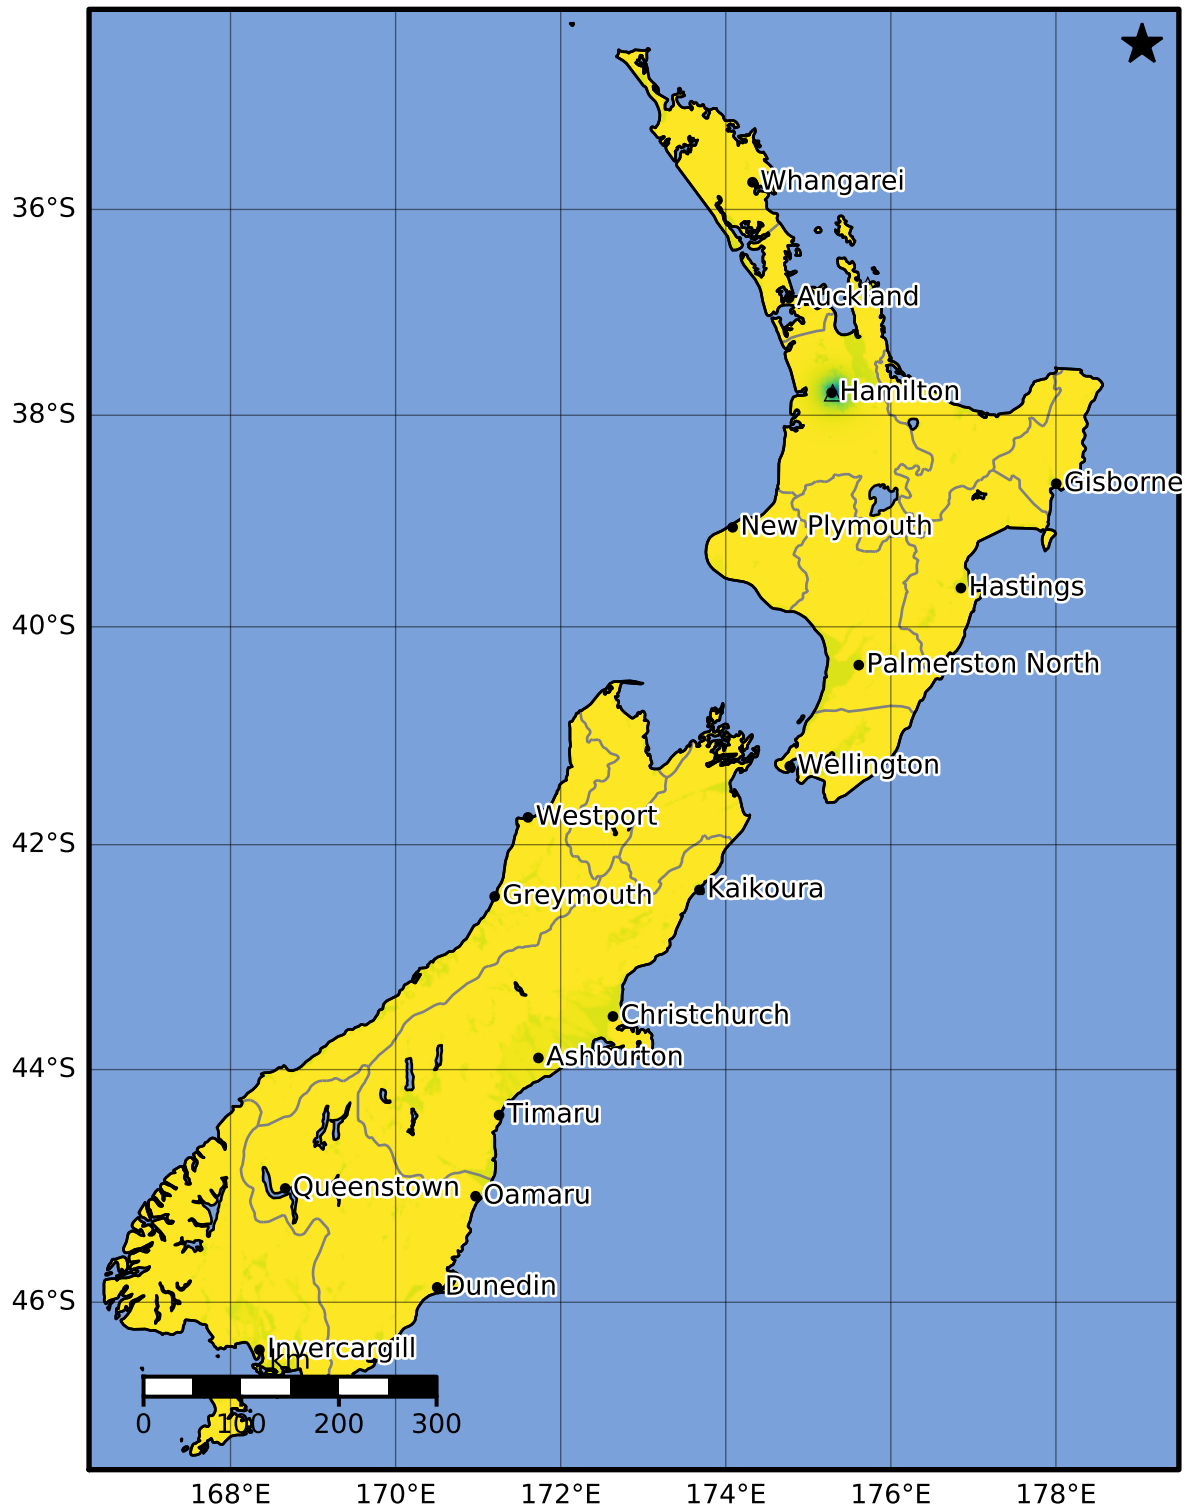 Whangarei
36°S
Auckland
Hamilton
38°S
Gisborne
New Plymouth
Hastings
40°S
Palmerston North
Wellington
Westport
42°S
Kaikoura
Greymouth
Christchurch
Ashburton
44°S
Timaru
Queenstown
Oamaru
Dunedin
46°S
Invercargill
km
0 100 200 300
168°E 170°E 172°E 174°E 176°E 178°E